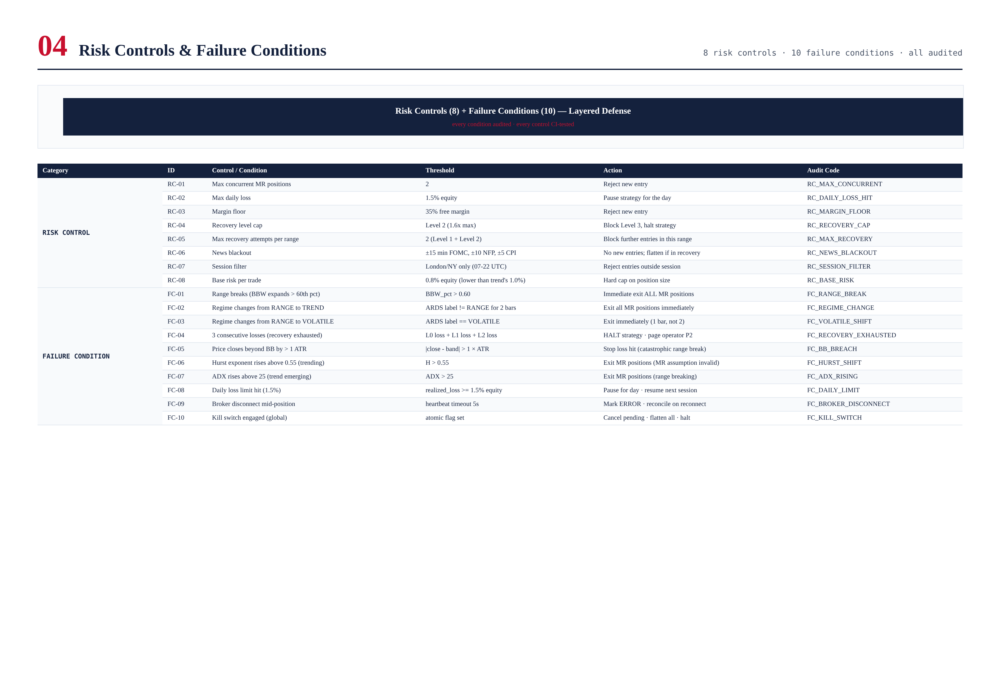 04 Risk Controls & Failure Conditions 8 risk controls · 10 failure conditions · all audited
Risk Controls (8) + Failure Conditions (10) — Layered Defense
every condition audited · every control CI-tested
Category ID Control / Condition Threshold Action Audit Code
RISK CONTROL
RC-01 Max concurrent MR positions 2 Reject new entry RC_MAX_CONCURRENT
RC-02 Max daily loss 1.5% equity Pause strategy for the day RC_DAILY_LOSS_HIT
RC-03 Margin floor 35% free margin Reject new entry RC_MARGIN_FLOOR
RC-04 Recovery level cap Level 2 (1.6x max) Block Level 3, halt strategy RC_RECOVERY_CAP
RC-05 Max recovery attempts per range 2 (Level 1 + Level 2) Block further entries in this range RC_MAX_RECOVERY
RC-06 News blackout ±15 min FOMC, ±10 NFP, ±5 CPI No new entries; flatten if in recovery RC_NEWS_BLACKOUT
RC-07 Session filter London/NY only (07-22 UTC) Reject entries outside session RC_SESSION_FILTER
RC-08 Base risk per trade 0.8% equity (lower than trend's 1.0%) Hard cap on position size RC_BASE_RISK
FAILURE CONDITION
FC-01 Range breaks (BBW expands > 60th pct) BBW_pct > 0.60 Immediate exit ALL MR positions FC_RANGE_BREAK
FC-02 Regime changes from RANGE to TREND ARDS label != RANGE for 2 bars Exit all MR positions immediately FC_REGIME_CHANGE
FC-03 Regime changes from RANGE to VOLATILE ARDS label == VOLATILE Exit immediately (1 bar, not 2) FC_VOLATILE_SHIFT
FC-04 3 consecutive losses (recovery exhausted) L0 loss + L1 loss + L2 loss HALT strategy · page operator P2 FC_RECOVERY_EXHAUSTED
FC-05 Price closes beyond BB by > 1 ATR |close - band| > 1 × ATR Stop loss hit (catastrophic range break) FC_BB_BREACH
FC-06 Hurst exponent rises above 0.55 (trending) H > 0.55 Exit MR positions (MR assumption invalid) FC_HURST_SHIFT
FC-07 ADX rises above 25 (trend emerging) ADX > 25 Exit MR positions (range breaking) FC_ADX_RISING
FC-08 Daily loss limit hit (1.5%) realized_loss >= 1.5% equity Pause for day · resume next session FC_DAILY_LIMIT
FC-09 Broker disconnect mid-position heartbeat timeout 5s Mark ERROR · reconcile on reconnect FC_BROKER_DISCONNECT
FC-10 Kill switch engaged (global) atomic flag set Cancel pending · flatten all · halt FC_KILL_SWITCH